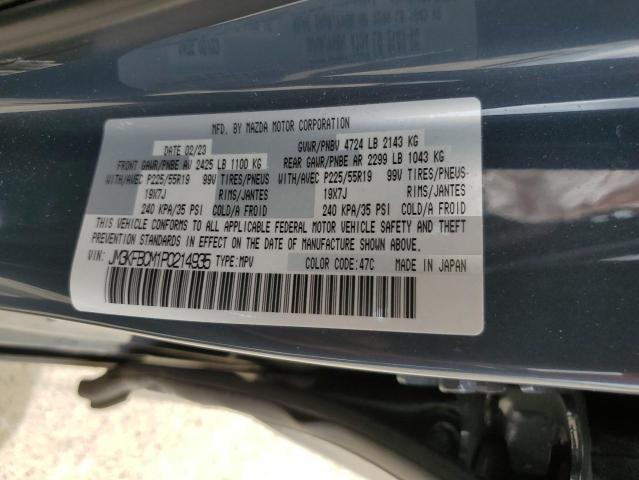 MFD. BY MAZDA MOTOR CORPORATION
DATE 02/23 GVWR/PNBV 4724 LB 2143 KG
FRONT GAWR/PNBE AV 2425 LB 1100 KG REAR GAWR/PNBE AR 2299 LB 1043 KG
WITH/AVEC P225/55R19 99V TIRES/PNEUS WITH/AVEC P225/55R19 99V TIRES/PNEUS
19X7J RIMS/JANTES 19X7J RIMS/JANTES
240 KPA/35 PSI COLD/A FROID 240 KPA/35 PSI COLD/A FROID
THIS VEHICLE CONFORMS TO ALL APPLICABLE FEDERAL MOTOR VEHICLE SAFETY AND THEFT
PREVENTION STANDARDS IN EFFECT ON THE DATE OF MANUFACTURE SHOWN ABOVE.
VIN: JM3KFBCM1P0214935 TYPE:MPV COLOR CODE:47C MADE IN JAPAN